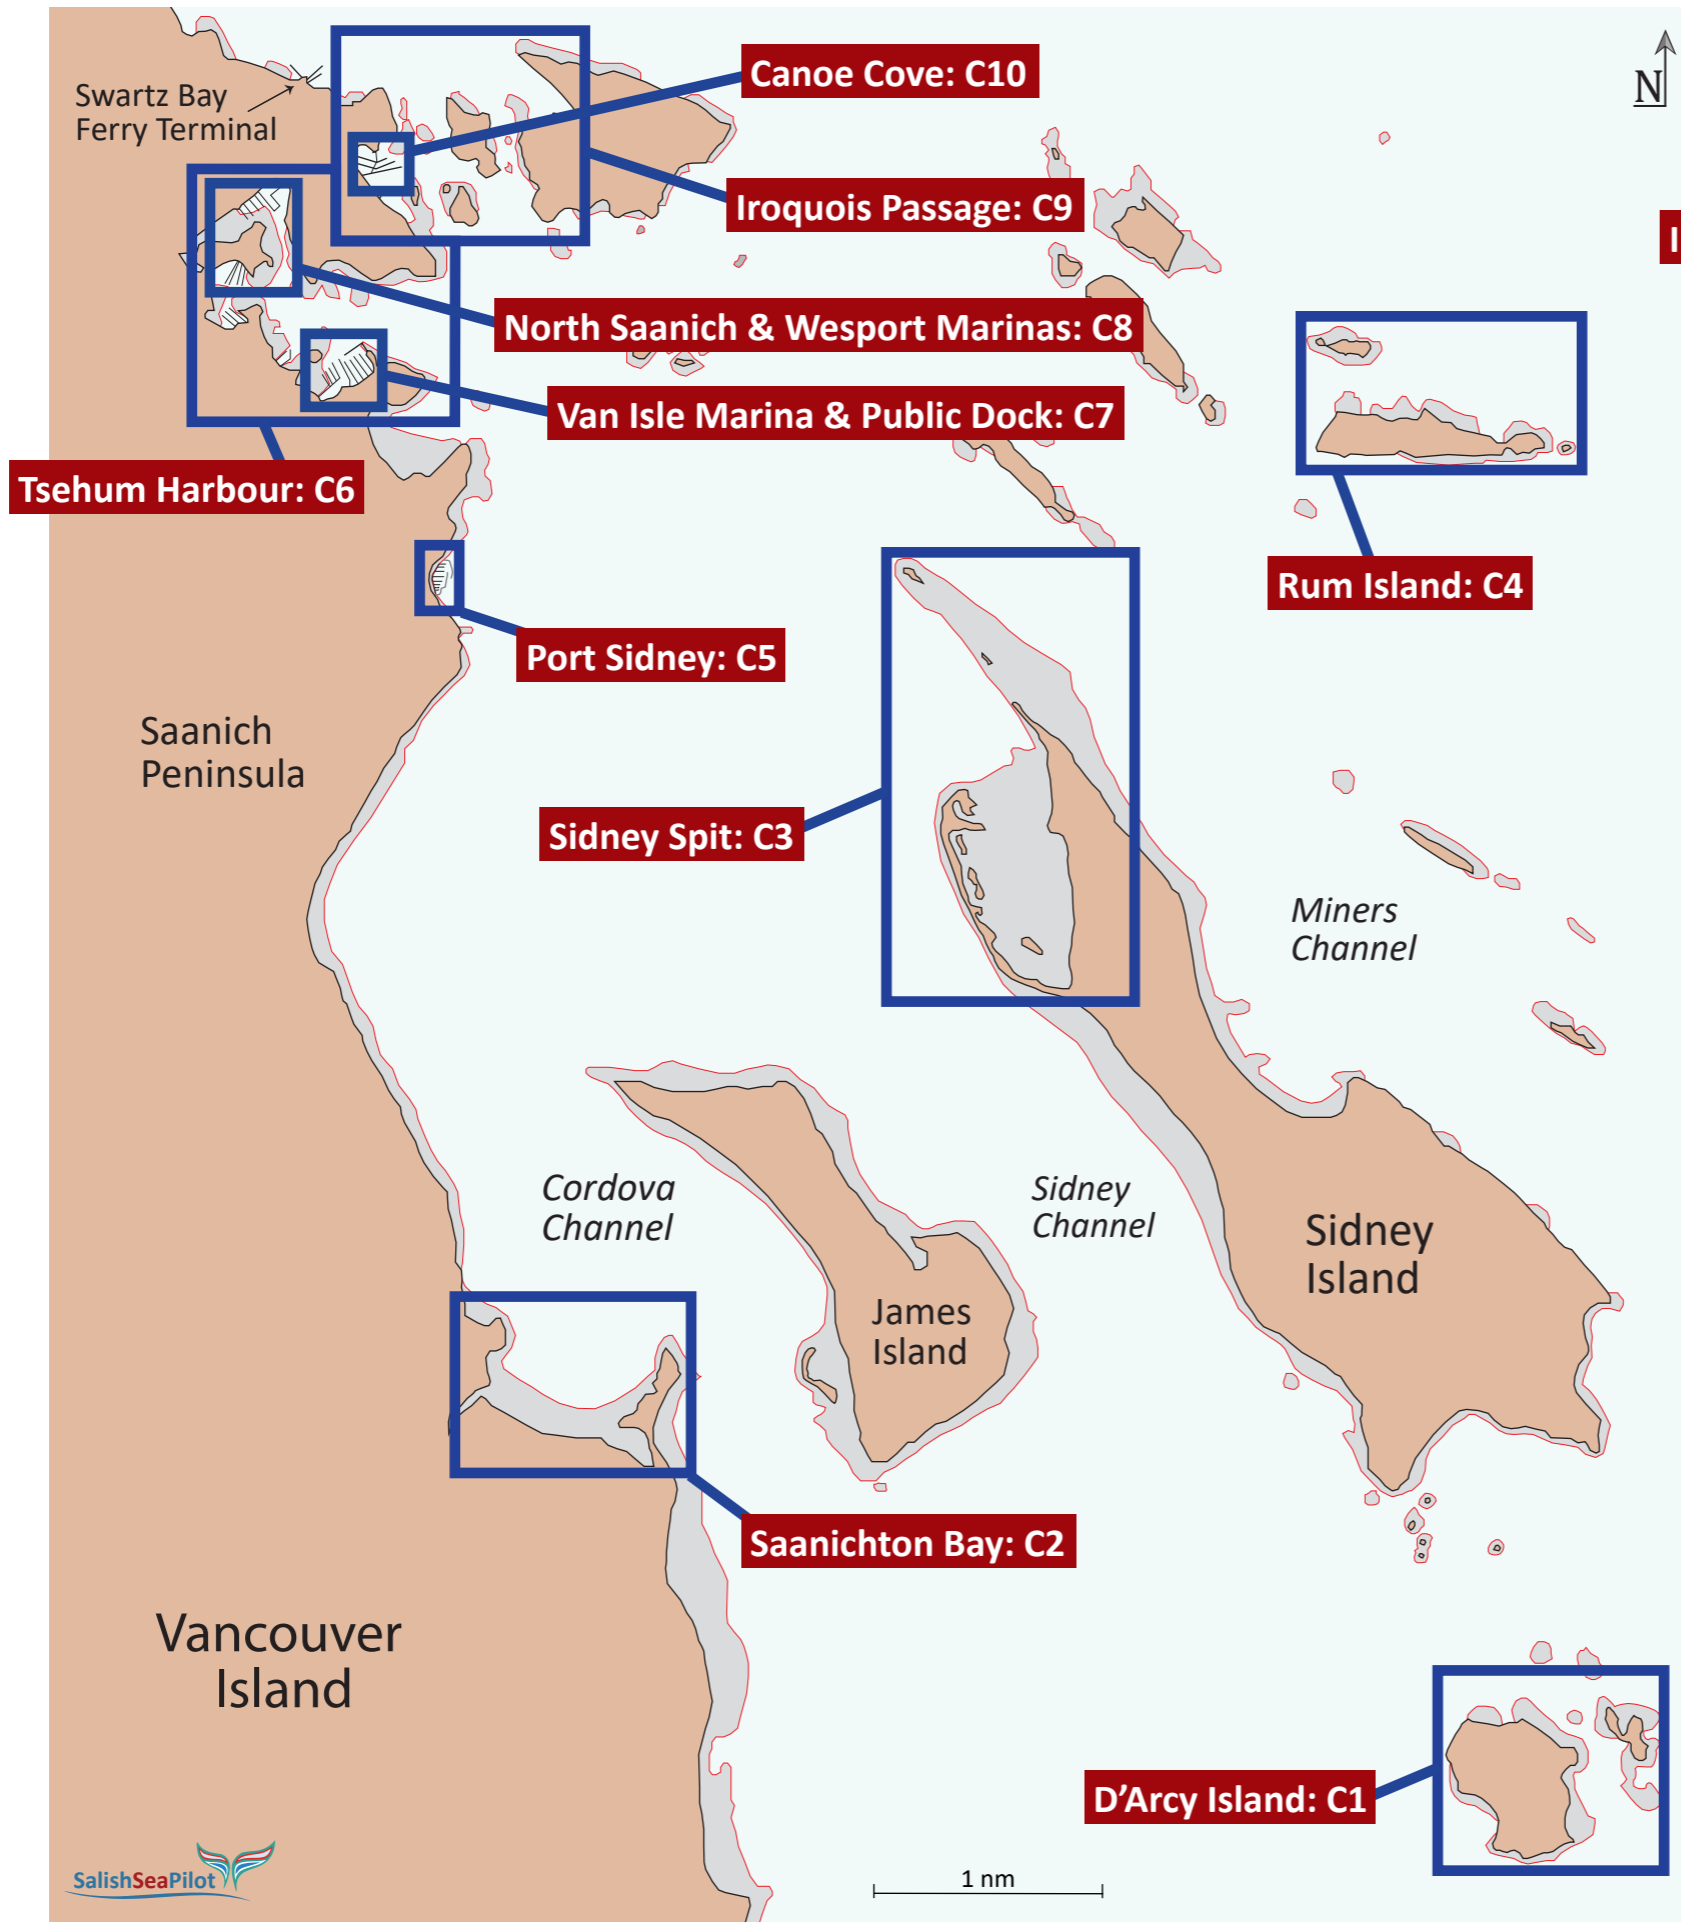 Canoe Cove: C10
Swartz Bay
Ferry Terminal
N
Iroquois Passage: C9
I
North Saanich & Wesport Marinas: C8
Van Isle Marina & Public Dock: C7
Tsehum Harbour: C6
Rum Island: C4
Port Sidney: C5
Saanich
Peninsula
Sidney Spit: C3
Miners
Channel
Cordova
Channel
Sidney
Channel
Sidney
Island
James
Island
Saanichton Bay: C2
Vancouver
Island
D'Arcy Island: C1
SalishSeaPilot
1 nm